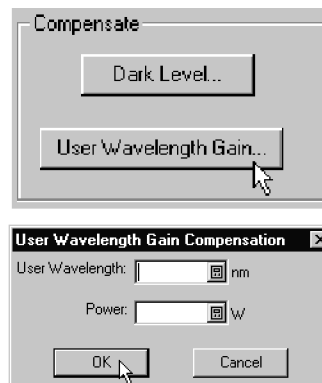 Compensate
Dark Level...
User Wavelength Gain...
User Wavelength Gain Compensation
User Wavelength: nm
Power: W
OK Cancel